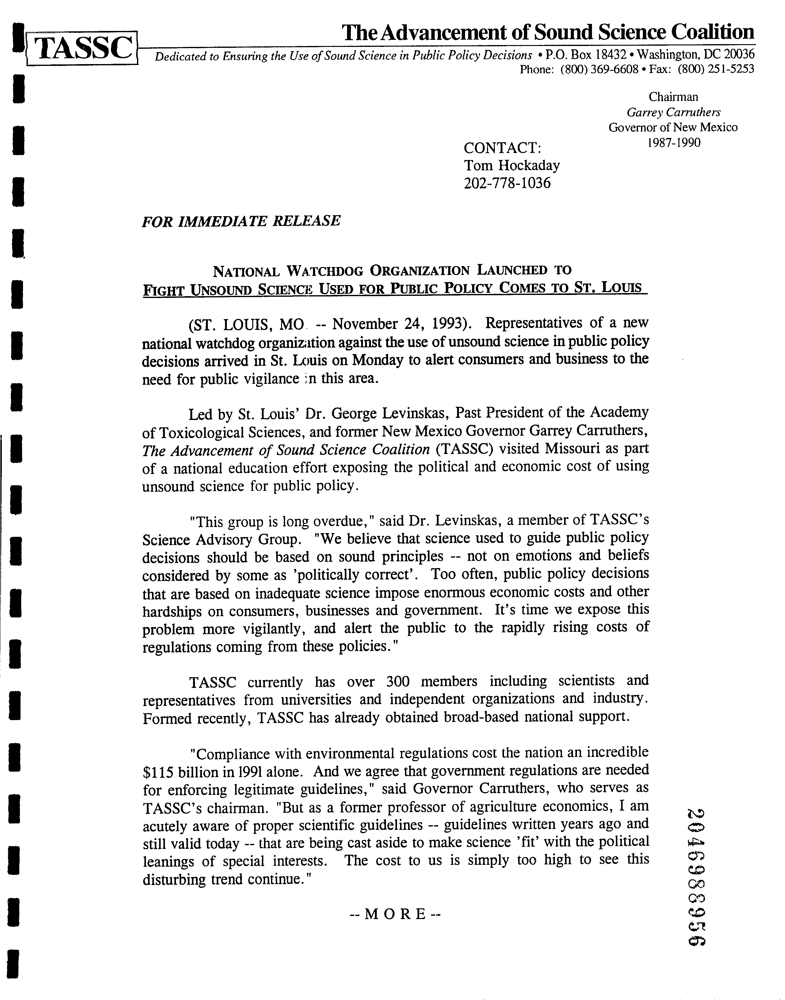 The Advancement of Sound Science Coalition
TASSC
Dedicated to Ensuring the Use of Sound Science in Public Policy Decisions • P.O. Box 18432 • Washington, DC 20036
Phone: (800) 369-6608 • Fax: (800) 251-5253
Chairman
Garrey Carruthers
Governor of New Mexico
1987-1990
CONTACT:
Tom Hockaday
202-778-1036
FOR IMMEDIATE RELEASE
NATIONAL WATCHDOG ORGANIZATION LAUNCHED TO
FIGHT UNSOUND SCIENCE USED FOR PUBLIC POLICY COMES TO ST. LOUIS
(ST. LOUIS, MO -- November 24, 1993). Representatives of a new
national watchdog organization against the use of unsound science in public policy
decisions arrived in St. Louis on Monday to alert consumers and business to the
need for public vigilance in this area.
Led by St. Louis' Dr. George Levinskas, Past President of the Academy
of Toxicological Sciences, and former New Mexico Governor Garrey Carruthers,
The Advancement of Sound Science Coalition (TASSC) visited Missouri as part
of a national education effort exposing the political and economic cost of using
unsound science for public policy.
"This group is long overdue," said Dr. Levinskas, a member of TASSC's
Science Advisory Group. "We believe that science used to guide public policy
decisions should be based on sound principles -- not on emotions and beliefs
considered by some as 'politically correct'. Too often, public policy decisions
that are based on inadequate science impose enormous economic costs and other
hardships on consumers, businesses and government. It's time we expose this
problem more vigilantly, and alert the public to the rapidly rising costs of
regulations coming from these policies."
TASSC currently has over 300 members including scientists and
representatives from universities and independent organizations and industry.
Formed recently, TASSC has already obtained broad-based national support.
"Compliance with environmental regulations cost the nation an incredible
$115 billion in 1991 alone. And we agree that government regulations are needed
for enforcing legitimate guidelines," said Governor Carruthers, who serves as
TASSC's chairman. "But as a former professor of agriculture economics, I am
acutely aware of proper scientific guidelines -- guidelines written years ago and
still valid today -- that are being cast aside to make science 'fit' with the political
leanings of special interests. The cost to us is simply too high to see this
disturbing trend continue."
-- M O R E --
2046988956